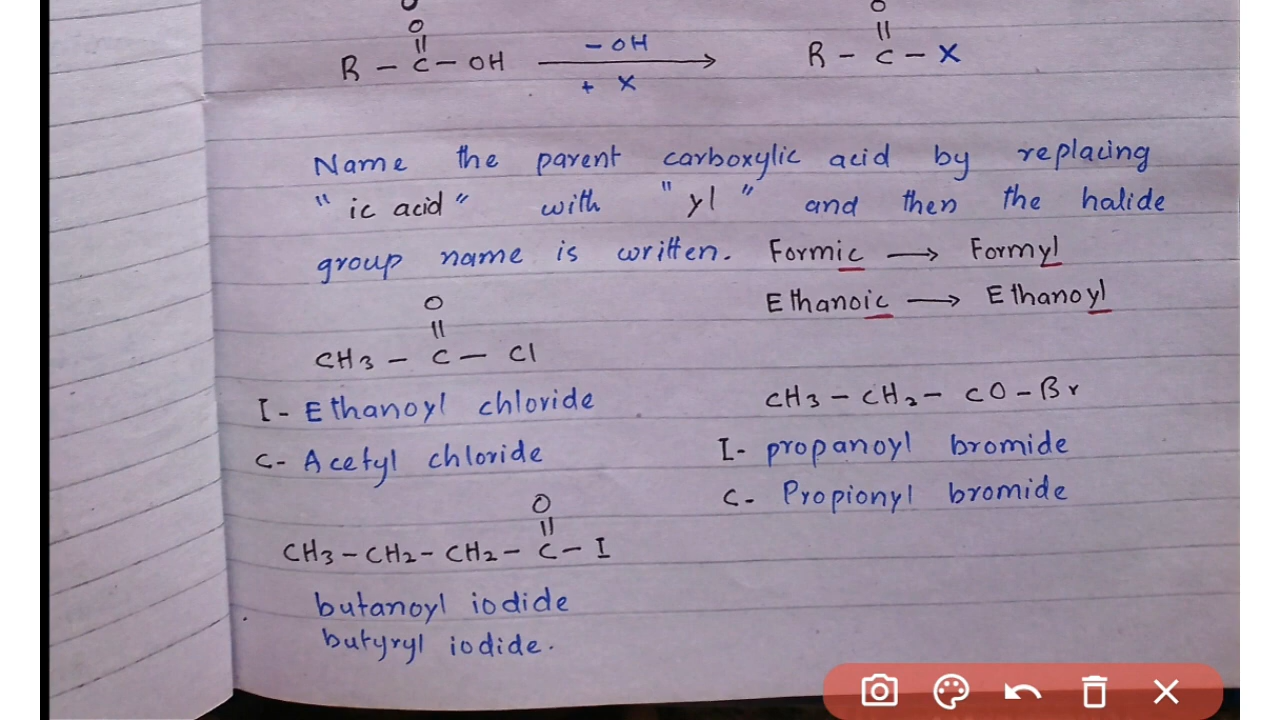 O O
|| ||
R - C - OH - OH + X → R - C - X
Name the parent carboxylic acid by replacing
"ic acid" with "yl" and then the halide
group name is written. Formic → Formyl
Ethanoic → Ethanoyl
O
||
CH3 - C - Cl
I - Ethanoyl chloride
C - Acetyl chloride
CH3 - CH2 - CO - Br
I - propanoyl bromide
C - Propionyl bromide
O
||
CH3 - CH2 - CH2 - C - I
butanoyl iodide
butyryl iodide.